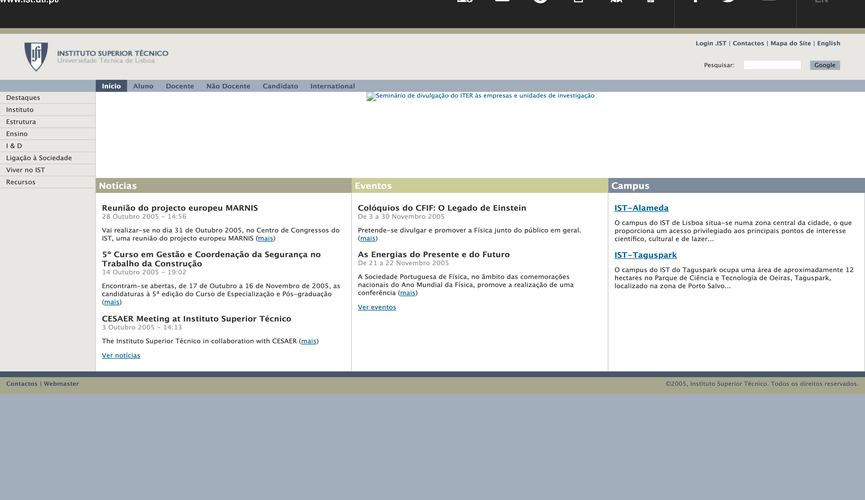 www.ist.utl.pt/
EN
INSTITUTO SUPERIOR TÉCNICO
Universidade Técnica de Lisboa
Login .IST | Contactos | Mapa do Site | English
Pesquisar:
Google
Início Aluno Docente Não Docente Candidato International
Destaques
Instituto
Estrutura
Ensino
I & D
Ligação à Sociedade
Viver no IST
Recursos
Seminário de divulgação do ITER às empresas e unidades de investigação
Notícias
Reunião do projecto europeu MARNIS
28 Outubro 2005 - 14:56
Vai realizar-se no dia 31 de Outubro 2005, no Centro de Congressos do
IST, uma reunião do projecto europeu MARNIS (mais)
5º Curso em Gestão e Coordenação da Segurança no
Trabalho da Construção
14 Outubro 2005 - 19:02
Encontram-se abertas, de 17 de Outubro a 16 de Novembro de 2005, as
candidaturas à 5ª edição do Curso de Especialização e Pós-graduação
(mais)
CESAER Meeting at Instituto Superior Técnico
3 Outubro 2005 - 14:13
The Instituto Superior Técnico in collaboration with CESAER (mais)
Ver notícias
Eventos
Colóquios do CFIF: O Legado de Einstein
De 3 a 30 Novembro 2005
Pretende-se divulgar e promover a Física junto do público em geral.
(mais)
As Energias do Presente e do Futuro
De 21 a 22 Novembro 2005
A Sociedade Portuguesa de Física, no âmbito das comemorações
nacionais do Ano Mundial da Física, promove a realização de uma
conferência (mais)
Ver eventos
Campus
IST-Alameda
O campus do IST de Lisboa situa-se numa zona central da cidade, o que
proporciona um acesso privilegiado aos principais pontos de interesse
científico, cultural e de lazer...
IST-Taguspark
O campus do IST do Taguspark ocupa uma área de aproximadamente 12
hectares no Parque de Ciência e Tecnologia de Oeiras, Taguspark,
localizado na zona de Porto Salvo...
Contactos | Webmaster
©2005, Instituto Superior Técnico. Todos os direitos reservados.